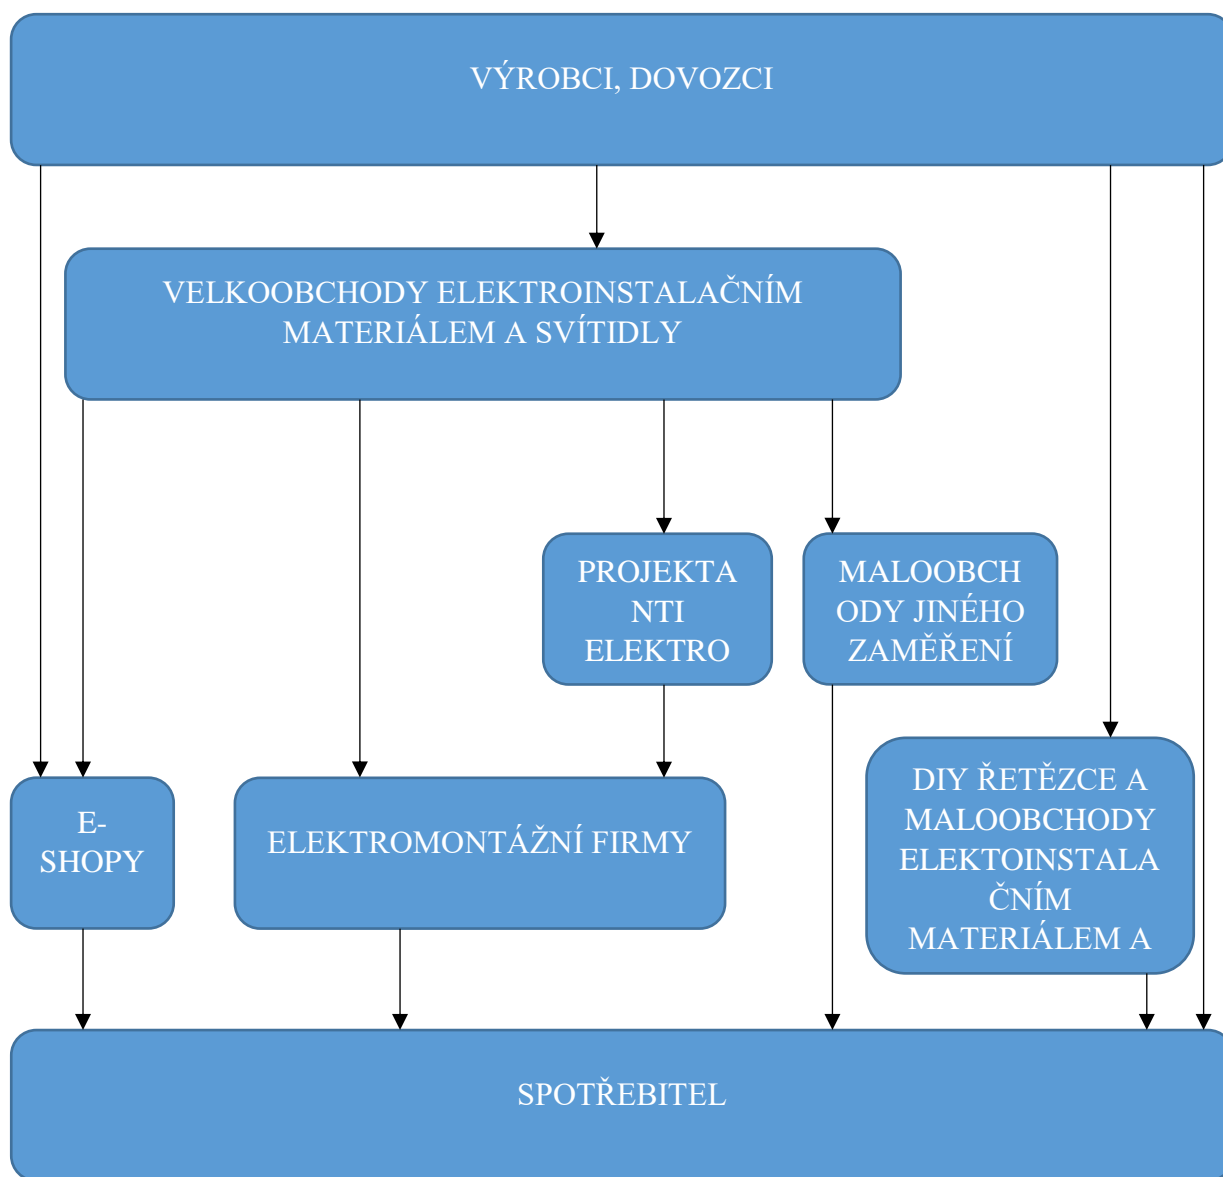 VÝROBCI, DOVOZCI
VELKOOBCHODY ELEKTROINSTALAČNÍM
MATERIÁLEM A SVÍTIDLY
PROJEKTA
NTI
ELEKTRO
MALOOBCH
ODY JINÉHO
ZAMĚŘENÍ
E-
SHOPY
ELEKTROMONTÁŽNÍ FIRMY
DIY ŘETĚZCE A
MALOOBCHODY
ELEKTOINSTALA
ČNÍM
MATERIÁLEM A
SPOTŘEBITEL